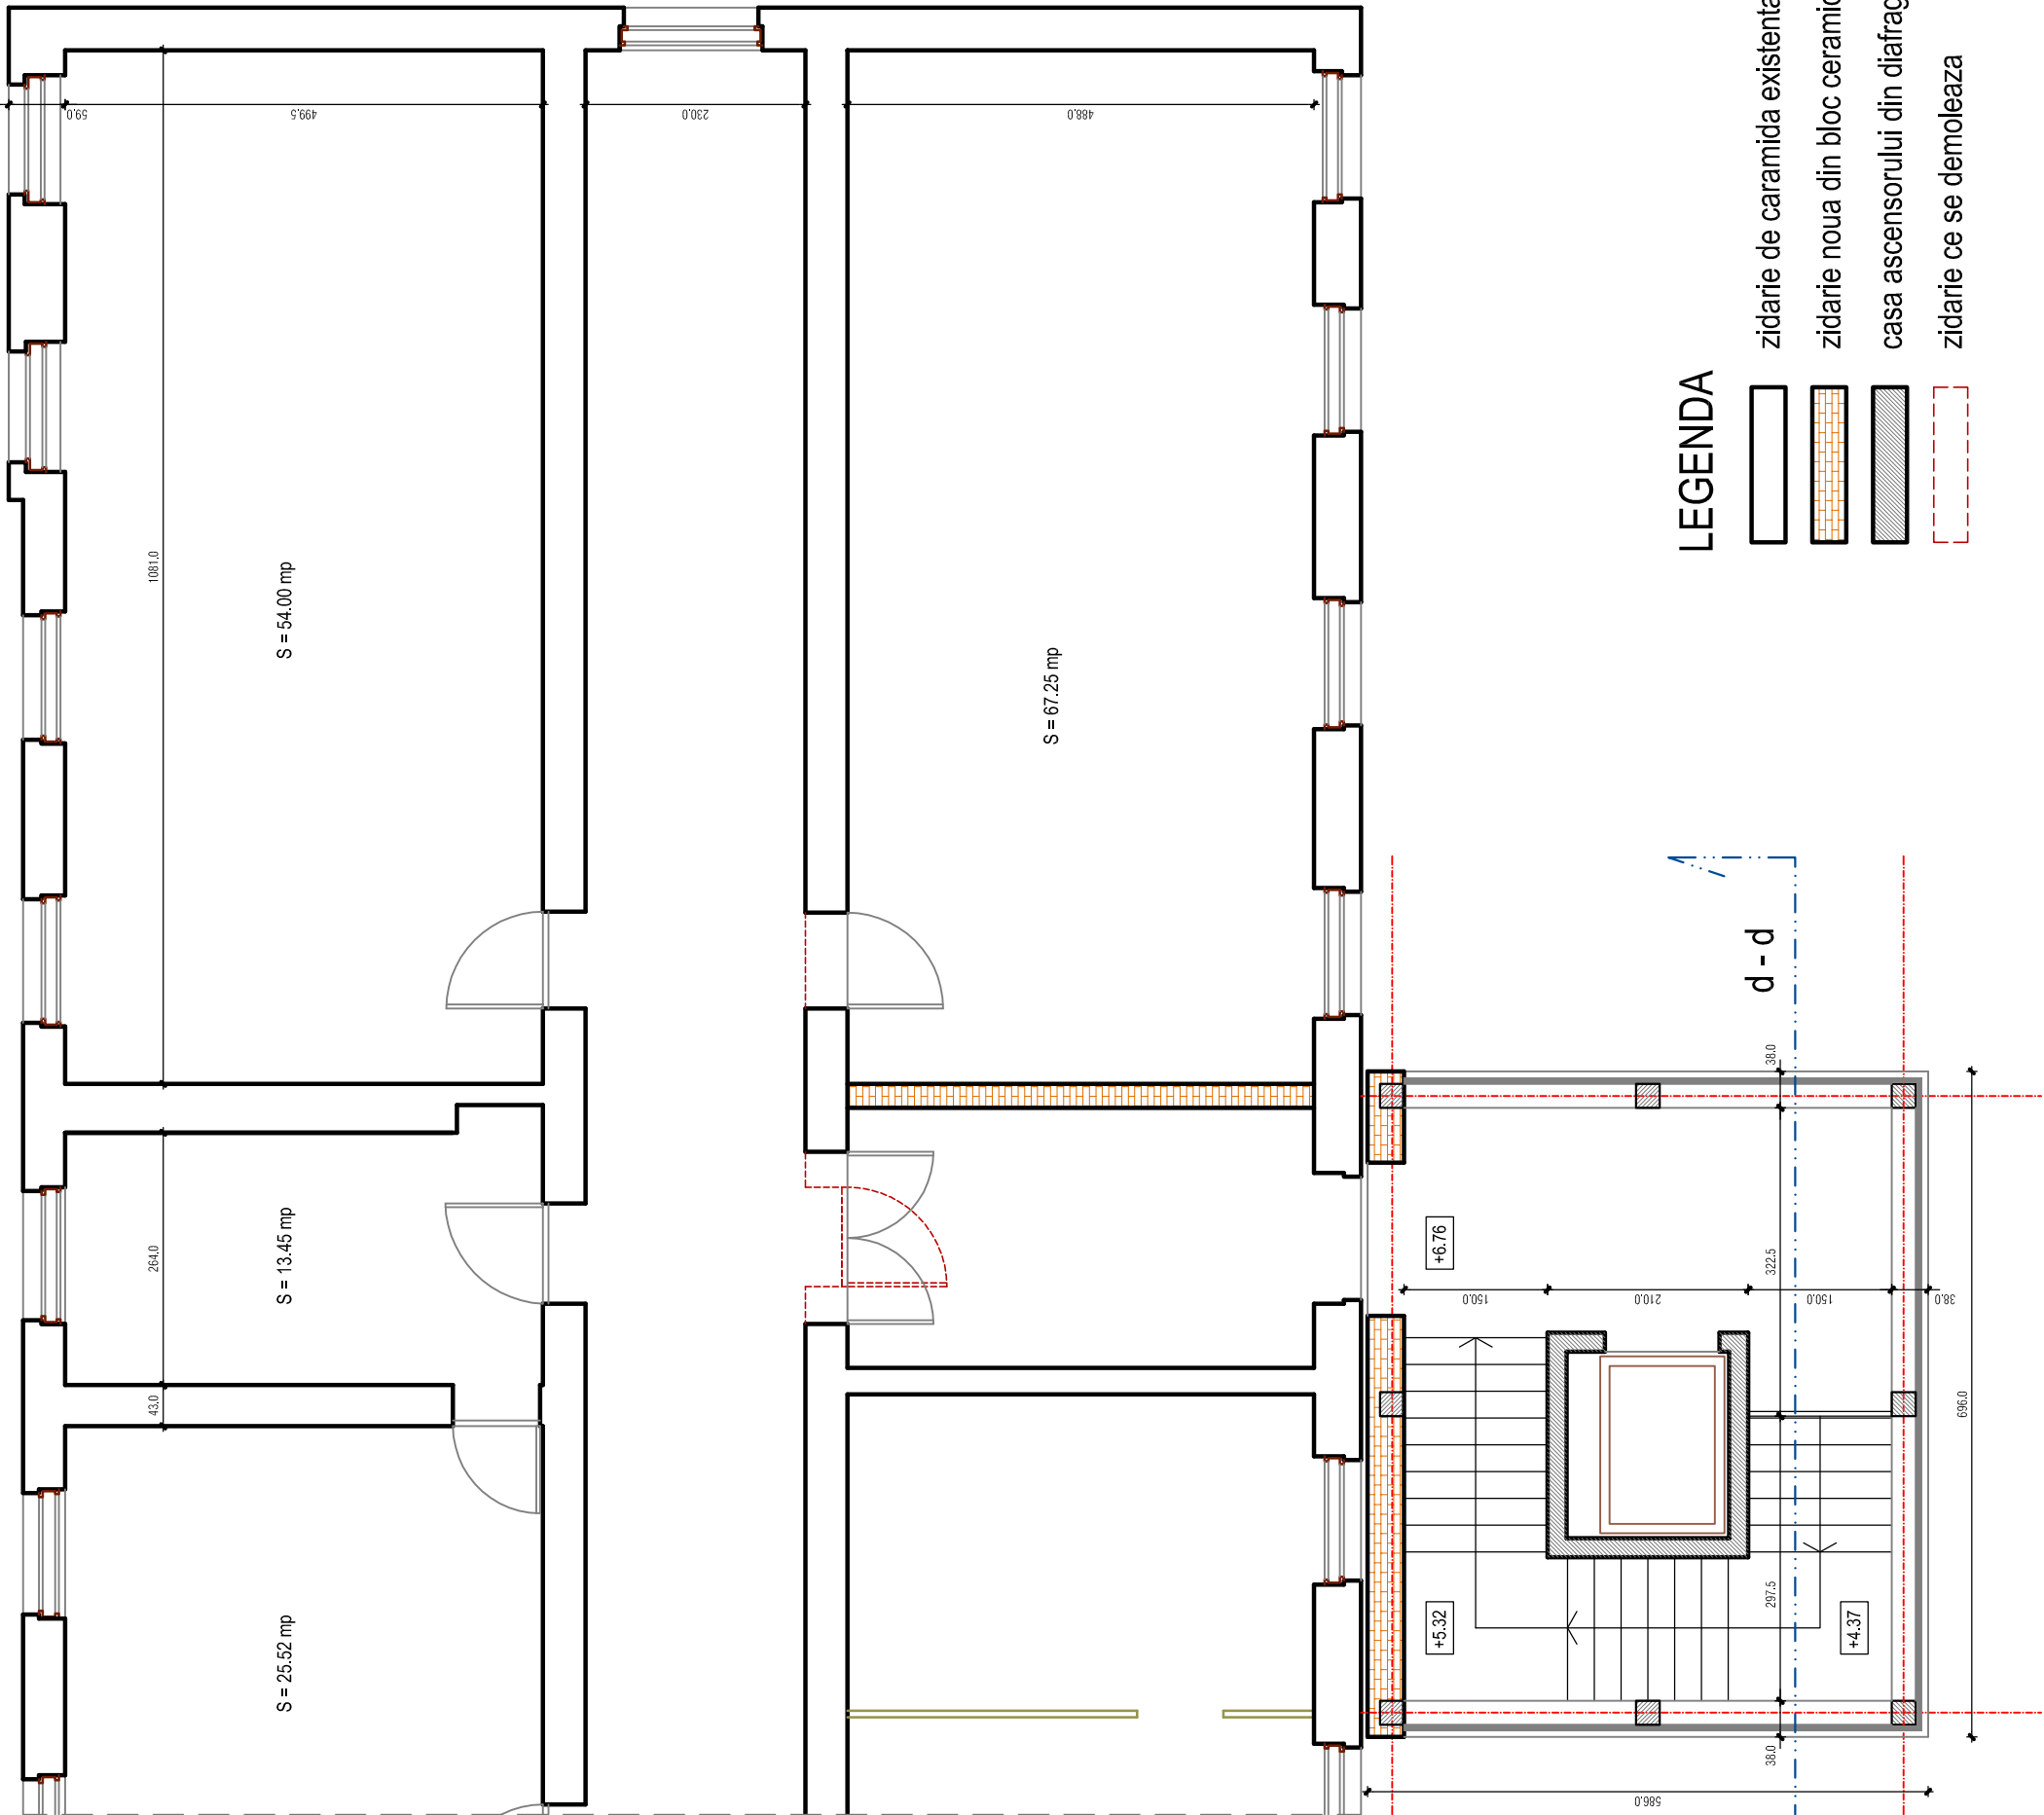 59.0
499.5
230.0
488.0
1081.0
S = 54.00 mp
S = 67.25 mp
264.0
S = 13.45 mp
43.0
S = 25.52 mp
LEGENDA
zidarie de caramida existenta
zidarie noua din bloc ceramic
casa ascensorului din diafrag
zidarie ce se demoleaza
d - d
38.0
+6.76
322.5
150.0
210.0
150.0
38.0
696.0
+5.32
297.5
+4.37
38.0
586.0